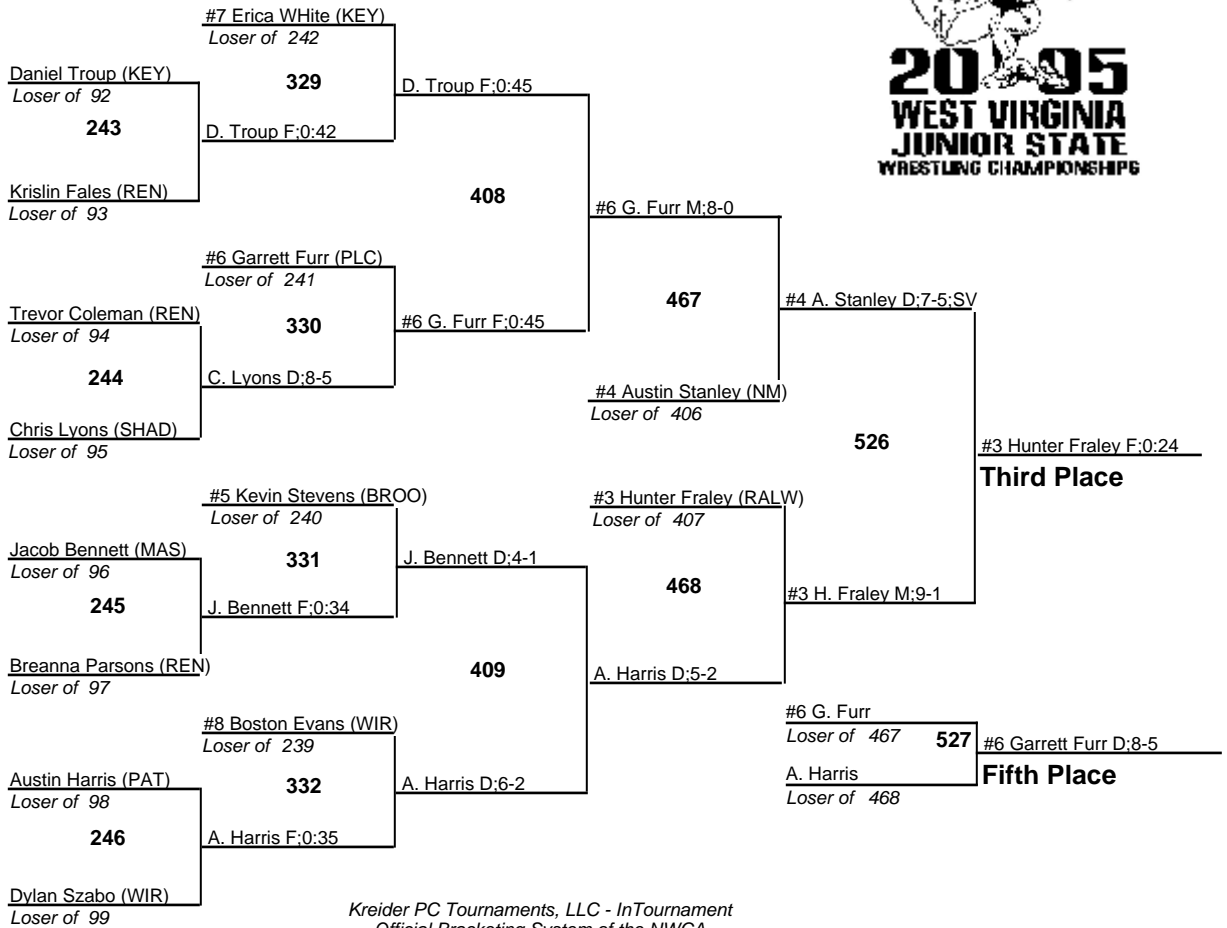 #7 Erica WHite (KEY)
Loser of 242
Daniel Troup (KEY)
Loser of 92
329
D. Troup F;0:45
243
D. Troup F;0:42
Krislin Fales (REN)
Loser of 93
408
#6 G. Furr M;8-0
#6 Garrett Furr (PLC)
Loser of 241
Trevor Coleman (REN)
Loser of 94
330
#6 G. Furr F;0:45
467
#4 A. Stanley D;7-5;SV
244
C. Lyons D;8-5
#4 Austin Stanley (NM)
Loser of 406
Chris Lyons (SHAD)
Loser of 95
526
#3 Hunter Fraley F;0:24
Third Place
#5 Kevin Stevens (BROO)
Loser of 240
#3 Hunter Fraley (RALW)
Loser of 407
Jacob Bennett (MAS)
Loser of 96
331
J. Bennett D;4-1
468
#3 H. Fraley M;9-1
245
J. Bennett F;0:34
Breanna Parsons (REN)
Loser of 97
409
A. Harris D;5-2
#8 Boston Evans (WIR)
Loser of 239
#6 G. Furr
Loser of 467
527
#6 Garrett Furr D;8-5
Fifth Place
A. Harris
Loser of 468
Austin Harris (PAT)
Loser of 98
332
A. Harris D;6-2
246
A. Harris F;0:35
Dylan Szabo (WIR)
Loser of 99
Kreider PC Tournaments, LLC - InTournament
Official Bracketing System of the NWCA
20 05
WEST VIRGINIA
JUNIOR STATE
WRESTLING CHAMPIONSHIPS